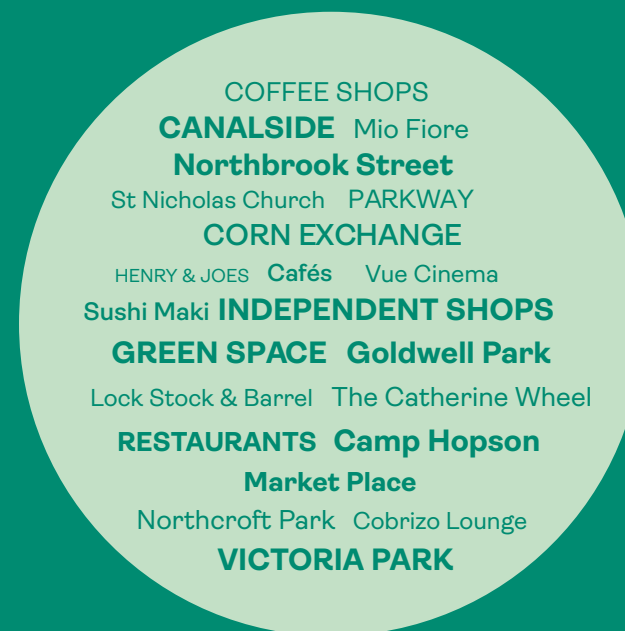 COFFEE SHOPS
CANALSIDE Mio Fiore
Northbrook Street
St Nicholas Church PARKWAY
CORN EXCHANGE
HENRY & JOES Cafés Vue Cinema
Sushi Maki INDEPENDENT SHOPS
GREEN SPACE Goldwell Park
Lock Stock & Barrel The Catherine Wheel
RESTAURANTS Camp Hopson
Market Place
Northcroft Park Cobrizo Lounge
VICTORIA PARK